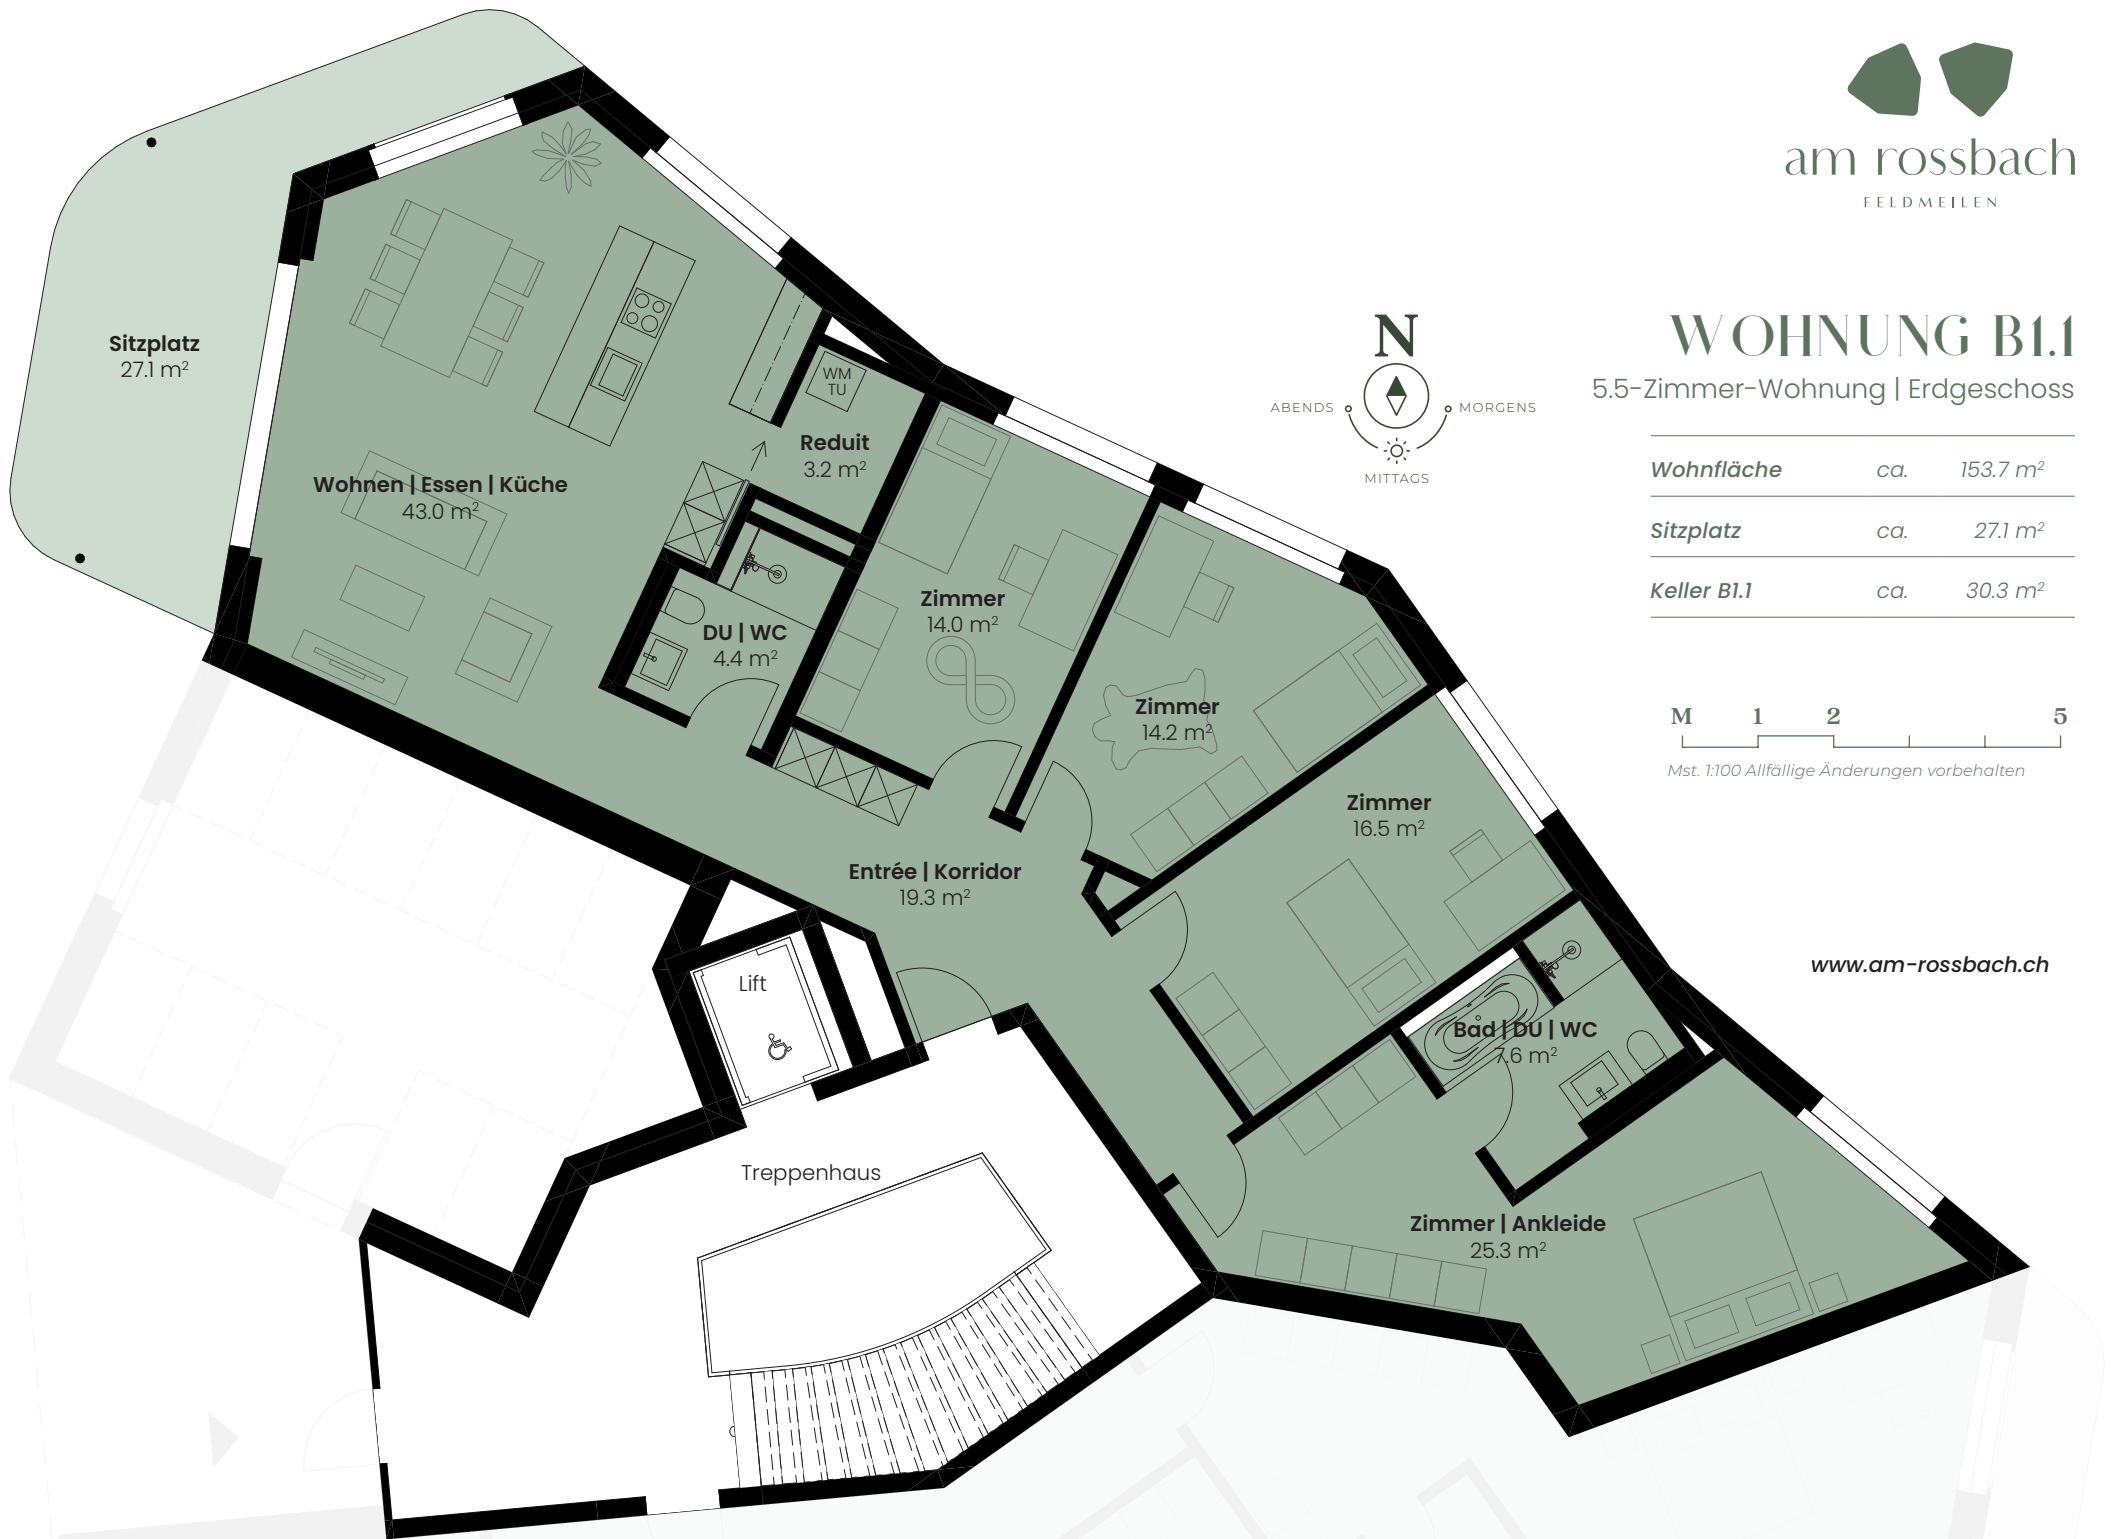 am rossbach
FELDMEILEN
WOHNUNG B1.1
5.5-Zimmer-Wohnung | Erdgeschoss
Wohnfläche ca. 153.7 m²
Sitzplatz ca. 27.1 m²
Keller B1.1 ca. 30.3 m²
N
ABENDS
MORGENS
MITTAGS
M 1 2 5
Mst. 1:100 Allfällige Änderungen vorbehalten
www.am-rossbach.ch
Sitzplatz
27.1 m²
Wohnen | Essen | Küche
43.0 m²
WM
TU
Reduit
3.2 m²
DU | WC
4.4 m²
Zimmer
14.0 m²
Zimmer
14.2 m²
Zimmer
16.5 m²
Entrée | Korridor
19.3 m²
Lift
Bad | DU | WC
7.6 m²
Treppenhaus
Zimmer | Ankleide
25.3 m²